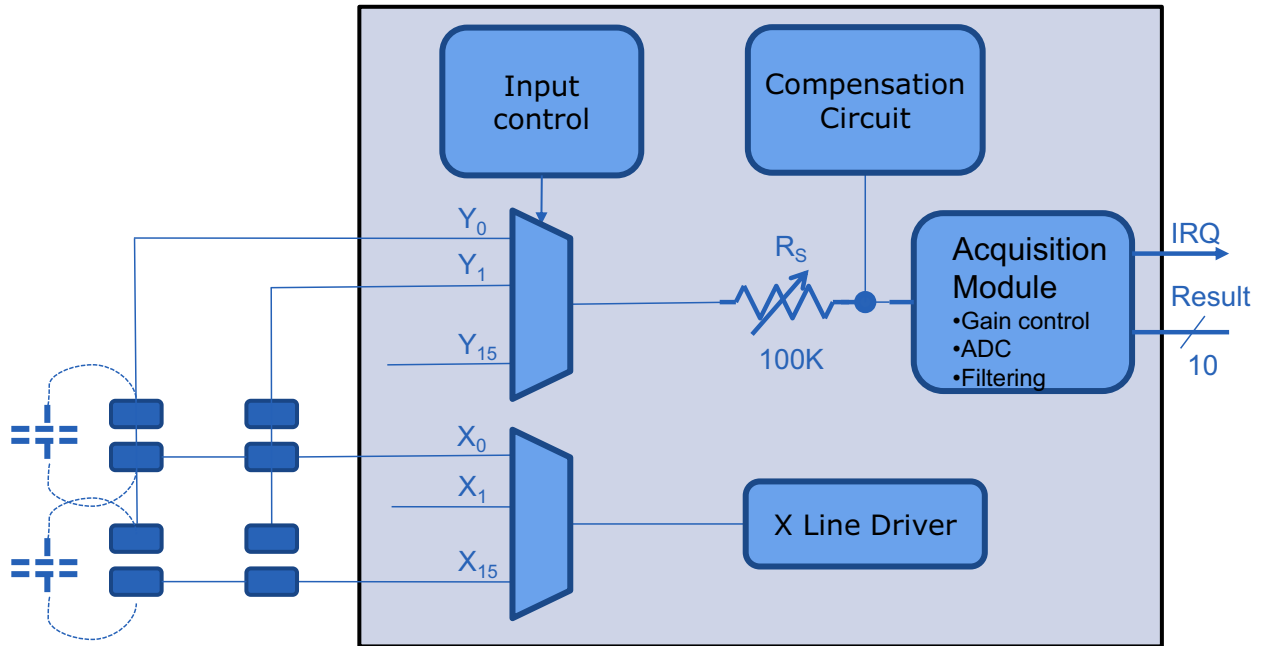 Input
control
Compensation
Circuit
Y0
Y1
Y15
RS
100K
Acquisition
Module
•Gain control
•ADC
•Filtering
IRQ
Result
10
X0
X1
X15
X Line Driver